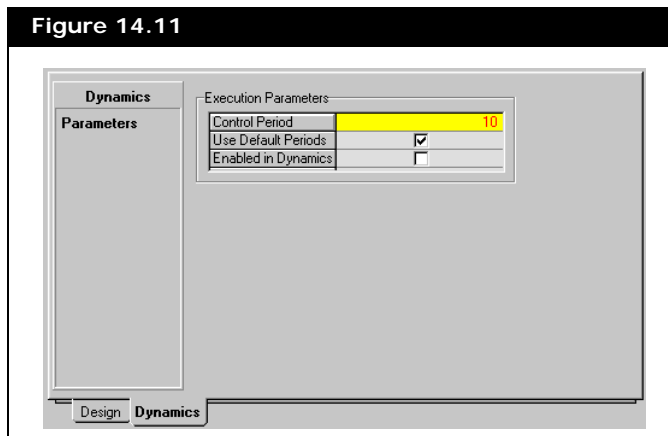 Figure 14.11
Dynamics
Parameters
Execution Parameters
Control Period 10
Use Default Periods
Enabled in Dynamics
Design Dynamics